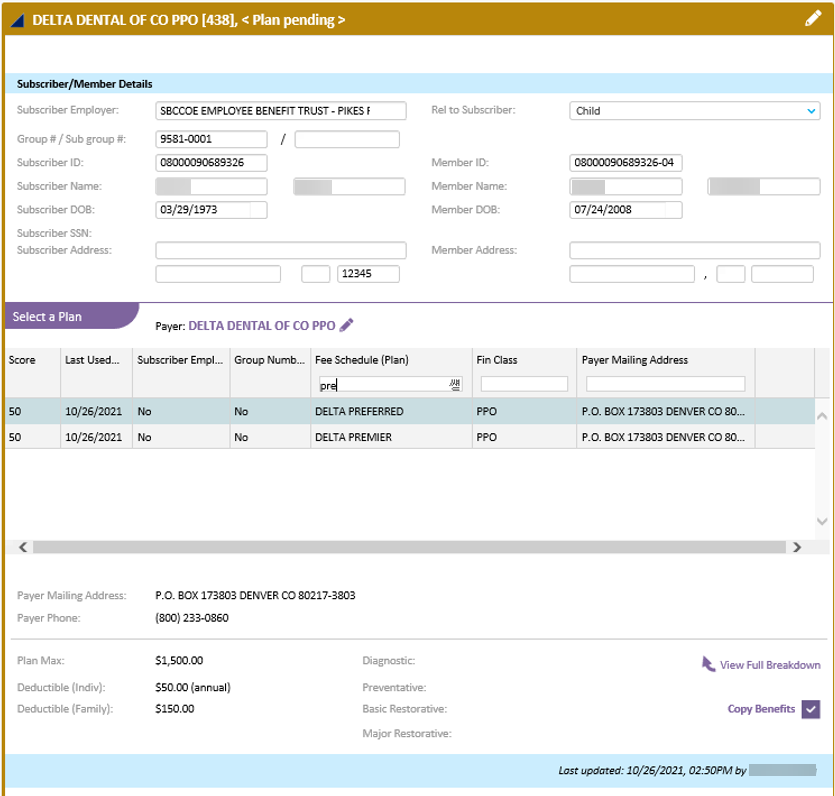 DELTA DENTAL OF CO PPO [438], < Plan pending >
Subscriber/Member Details
Subscriber Employer: SBCCOE EMPLOYEE BENEFIT TRUST - PIKES F Rel to Subscriber: Child
Group # / Sub group #: 9581-0001 /
Subscriber ID: 08000090689326 Member ID: 08000090689326-04
Subscriber Name: Member Name:
Subscriber DOB: 03/29/1973 Member DOB: 07/24/2008
Subscriber SSN:
Subscriber Address: Member Address:
12345 ,
Select a Plan Payer: DELTA DENTAL OF CO PPO
Score Last Used... Subscriber Empl... Group Numb... Fee Schedule (Plan) Fin Class Payer Mailing Address
pre
50 10/26/2021 No No DELTA PREFERRED PPO P.O. BOX 173803 DENVER CO 80...
50 10/26/2021 No No DELTA PREMIER PPO P.O. BOX 173803 DENVER CO 80...
Payer Mailing Address: P.O. BOX 173803 DENVER CO 80217-3803
Payer Phone: (800) 233-0860
Plan Max: $1,500.00 Diagnostic: View Full Breakdown
Deductible (Indiv): $50.00 (annual) Preventative:
Deductible (Family): $150.00 Basic Restorative: Copy Benefits
Major Restorative:
Last updated: 10/26/2021, 02:50PM by